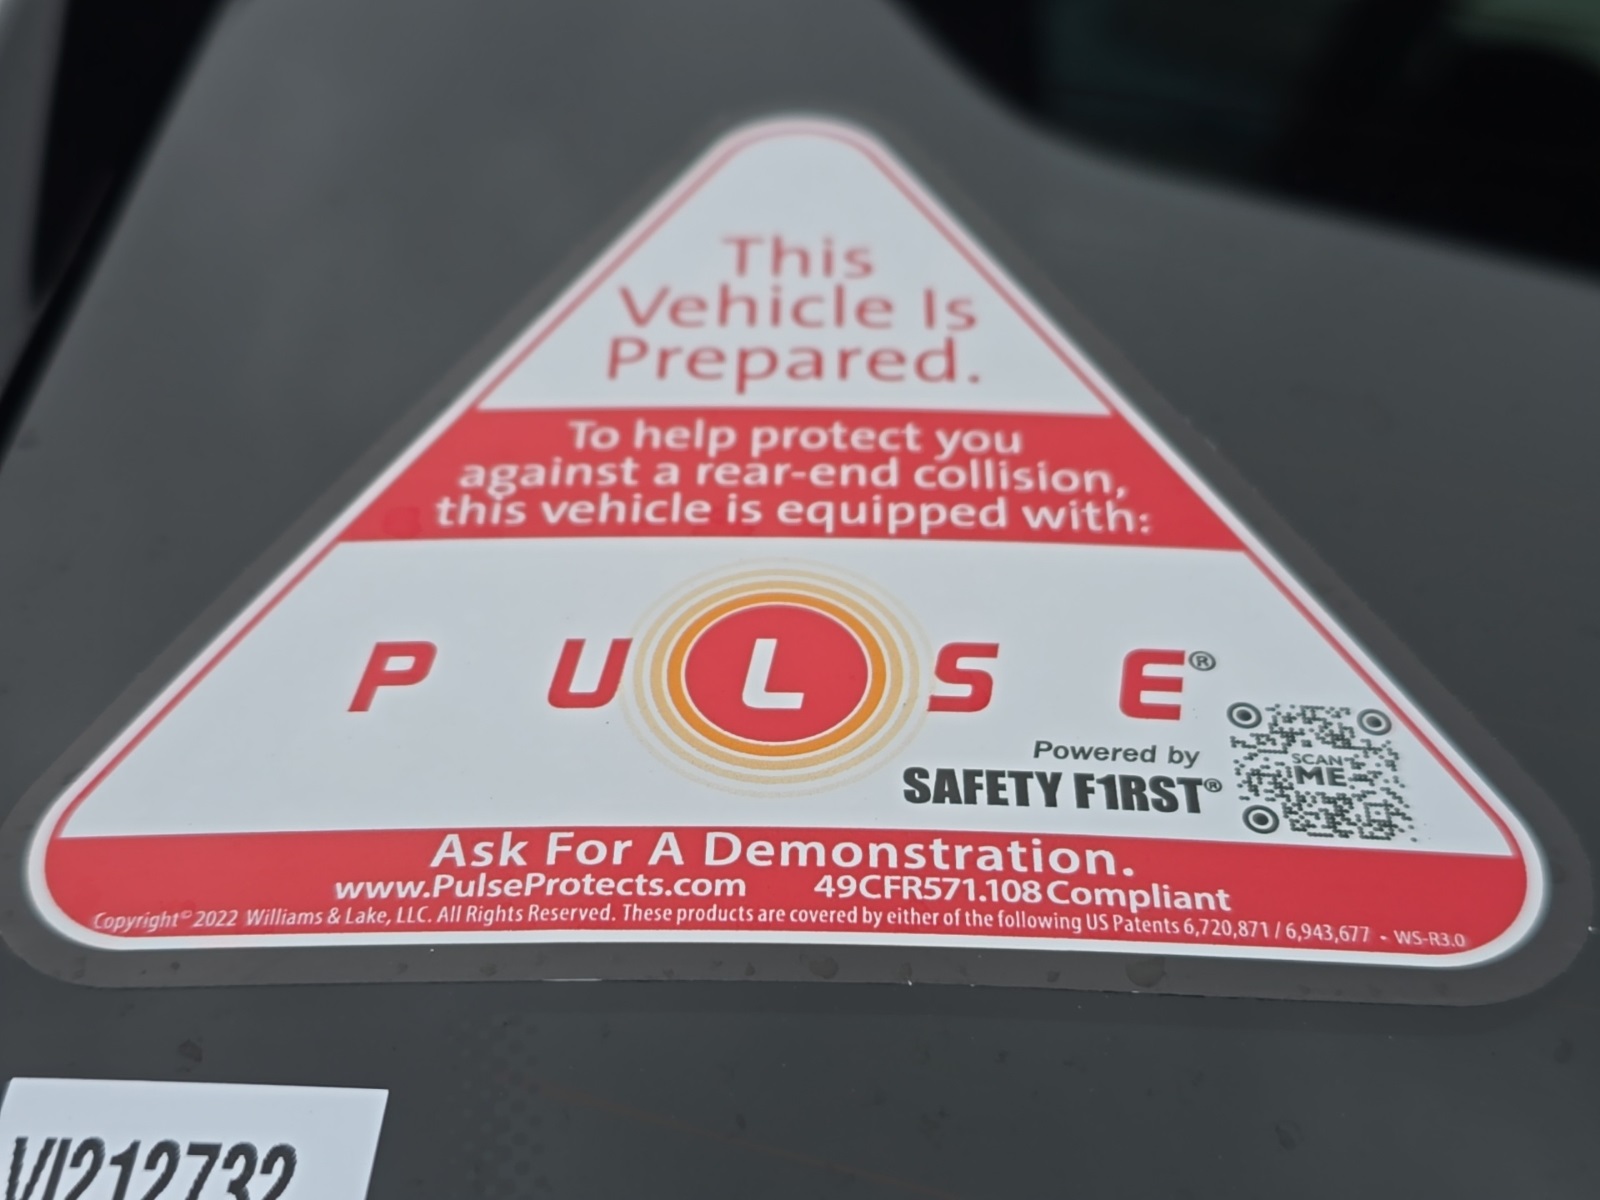 This
Vehicle Is
Prepared.
To help protect you
against a rear-end collision,
this vehicle is equipped with:
PULSE®
Powered by
SAFETY F1RST®
SCAN
ME
Ask For A Demonstration.
www.PulseProtects.com 49CFR571.108 Compliant
Copyright© 2022 Williams & Lake, LLC. All Rights Reserved. These products are covered by either of the following US Patents 6,720,871 / 6,943,677 - WS-R3.0
VI212732